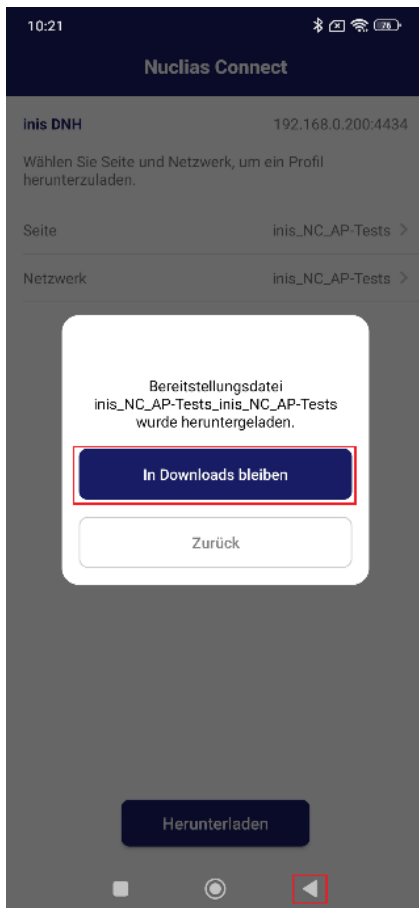 10:21
76
Nuclias Connect
inis DNH 192.168.0.200:4434
Wählen Sie Seite und Netzwerk, um ein Profil
herunterzuladen.
Seite inis_NC_AP-Tests >
Netzwerk inis_NC_AP-Tests >
Bereitstellungsdatei
inis_NC_AP-Tests_inis_NC_AP-Tests
wurde heruntergeladen.
In Downloads bleiben
Zurück
Herunterladen